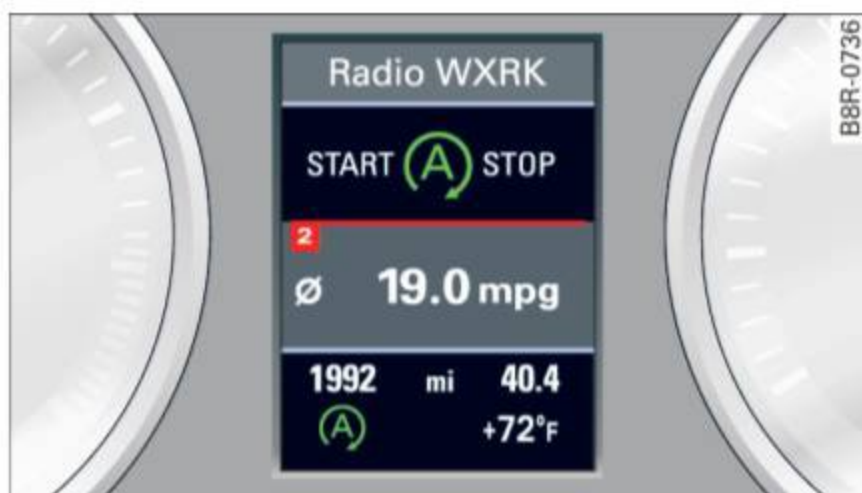 Radio WXRK
START A STOP
2
Ø 19.0 mpg
1992 mi 40.4
A +72°F
B8R-0736